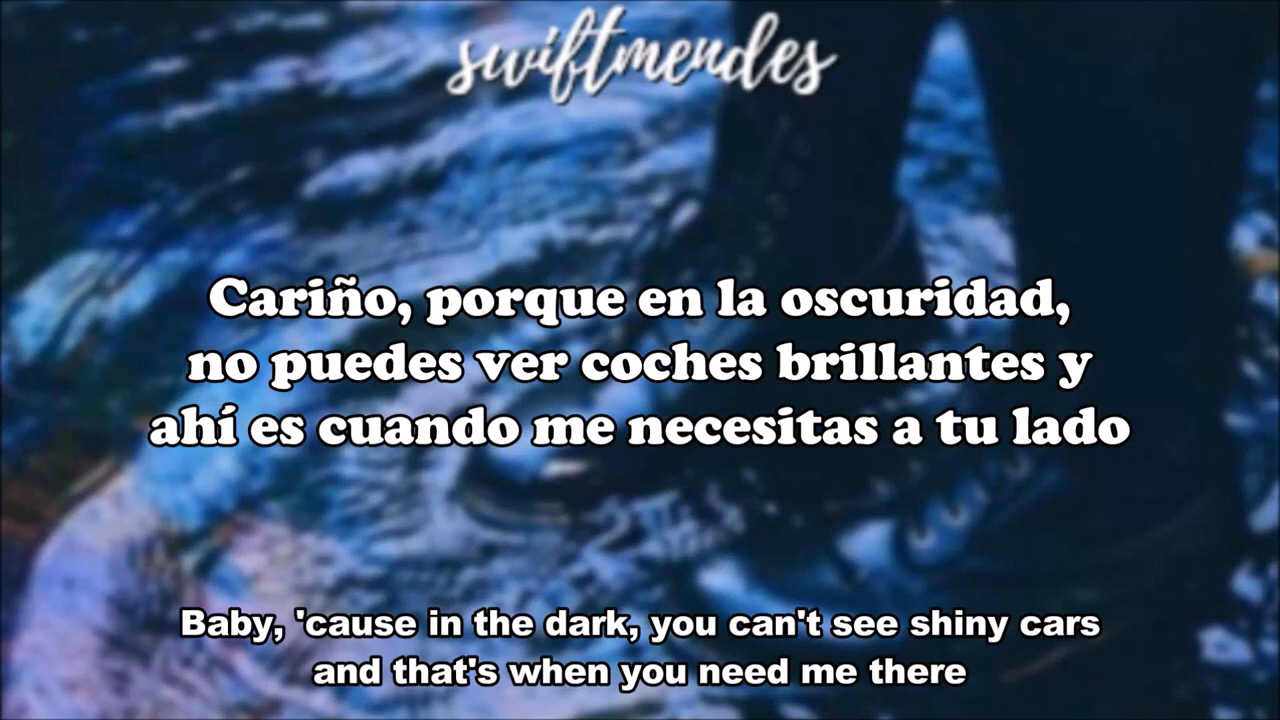 swiftmendes
Cariño, porque en la oscuridad,
no puedes ver coches brillantes y
ahí es cuando me necesitas a tu lado
Baby, 'cause in the dark, you can't see shiny cars
and that's when you need me there